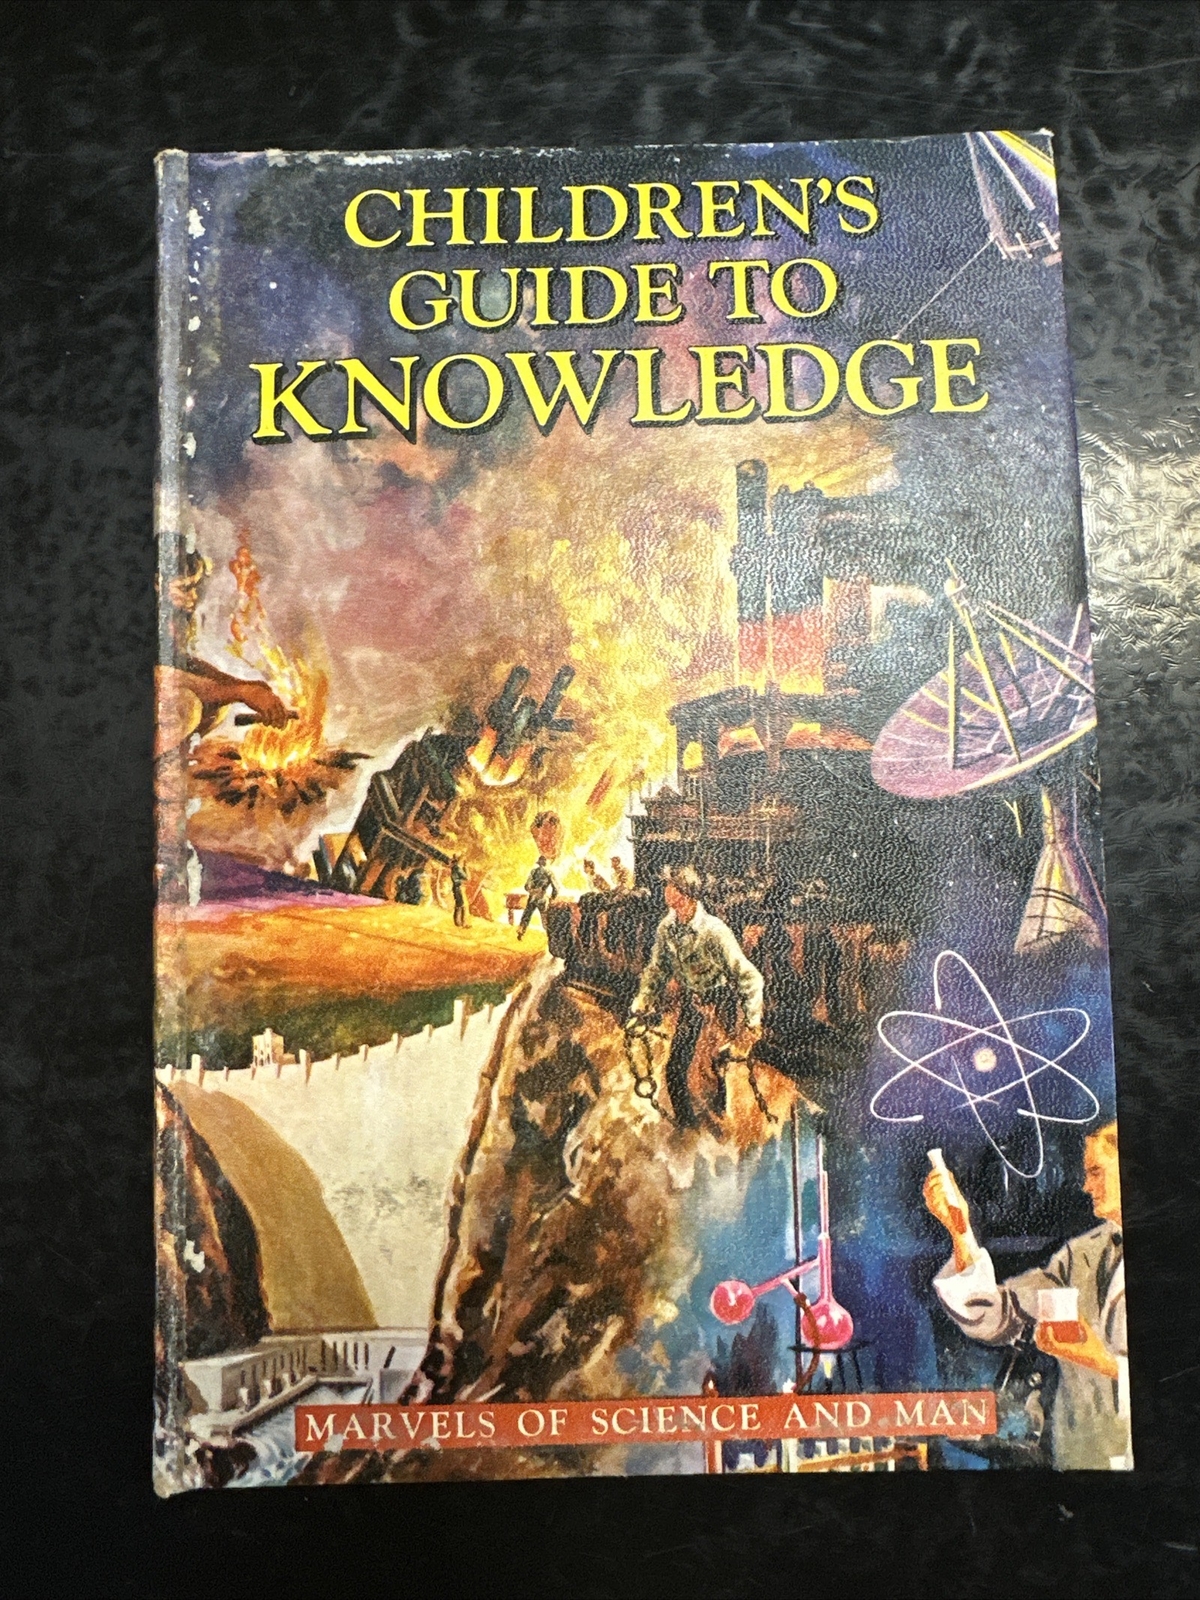 CHILDREN'S
GUIDE TO
KNOWLEDGE
MARVELS OF SCIENCE AND MAN